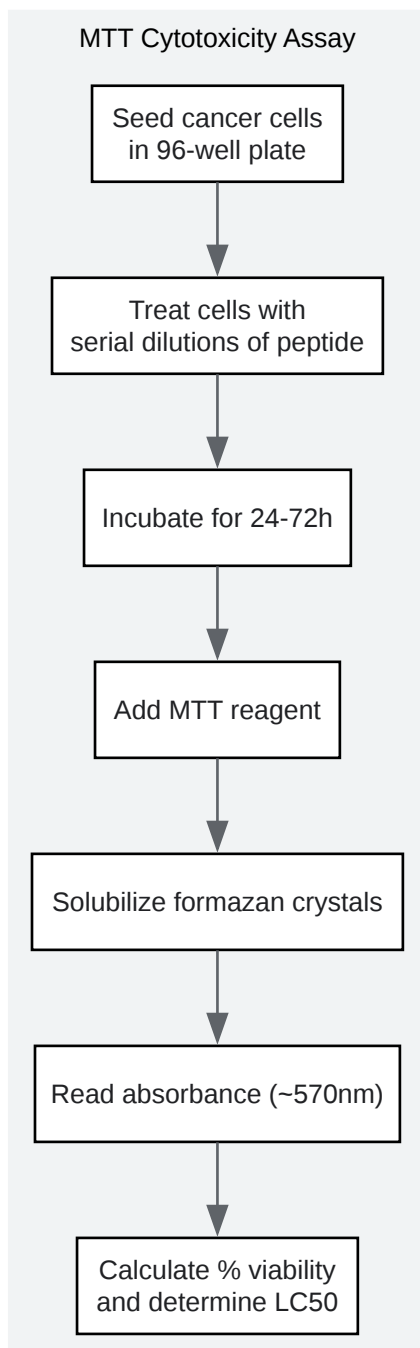 MTT Cytotoxicity Assay
Seed cancer cells
in 96-well plate
Treat cells with
serial dilutions of peptide
Incubate for 24-72h
Add MTT reagent
Solubilize formazan crystals
Read absorbance (~570nm)
Calculate % viability
and determine LC50